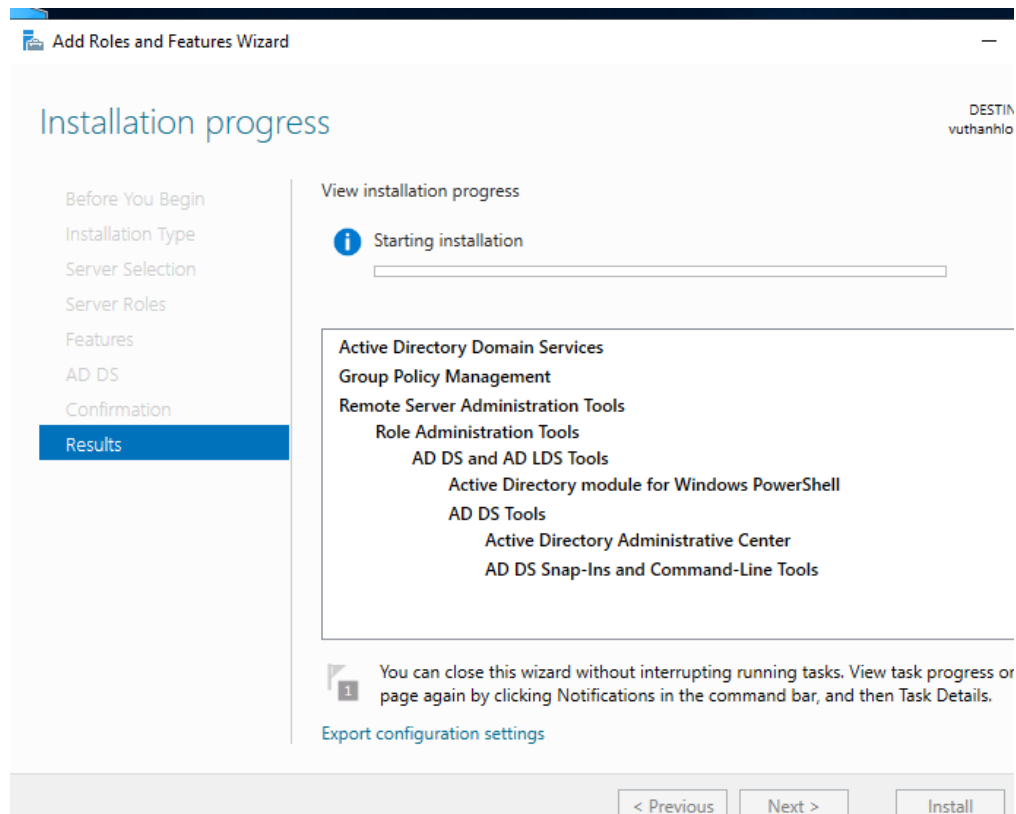 Add Roles and Features Wizard
Installation progress
DESTIN
vuthanhlo
Before You Begin
Installation Type
Server Selection
Server Roles
Features
AD DS
Confirmation
Results
View installation progress
Starting installation
Active Directory Domain Services
Group Policy Management
Remote Server Administration Tools
Role Administration Tools
AD DS and AD LDS Tools
Active Directory module for Windows PowerShell
AD DS Tools
Active Directory Administrative Center
AD DS Snap-Ins and Command-Line Tools
1
You can close this wizard without interrupting running tasks. View task progress or
page again by clicking Notifications in the command bar, and then Task Details.
Export configuration settings
< Previous
Next >
Install